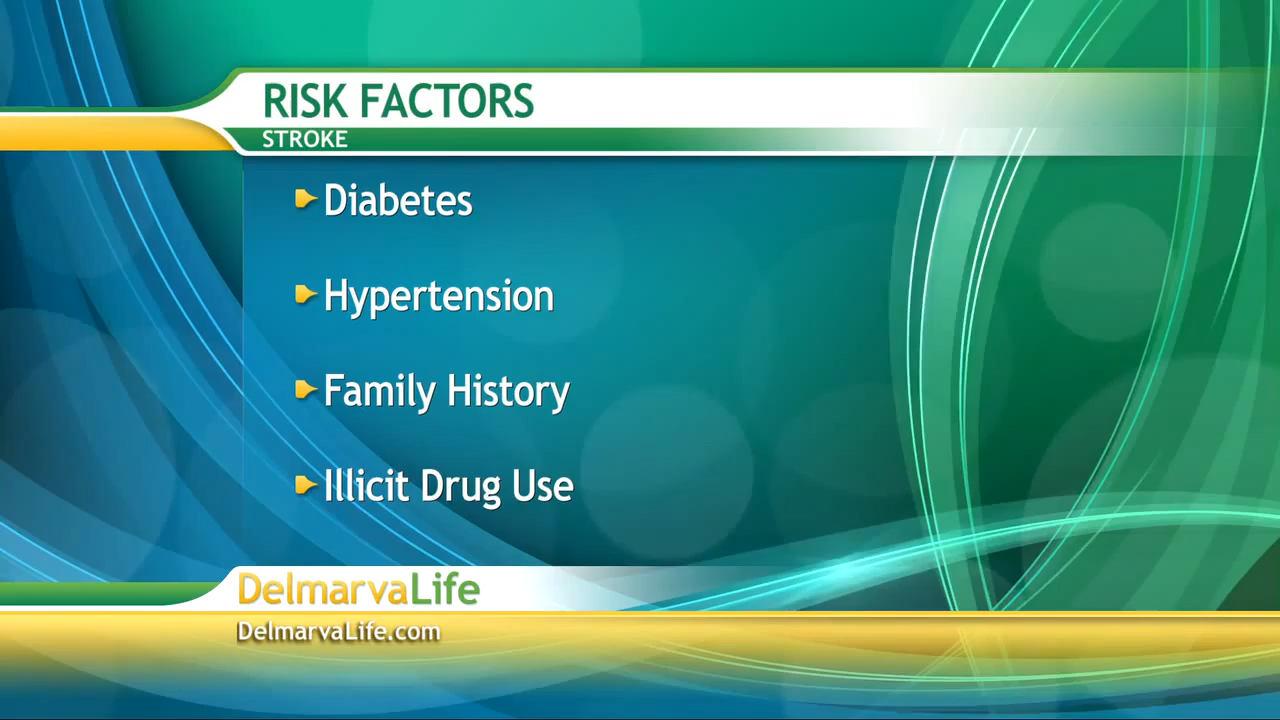 RISK FACTORS
STROKE
Diabetes
Hypertension
Family History
Illicit Drug Use
DelmarvaLife
DelmarvaLife.com